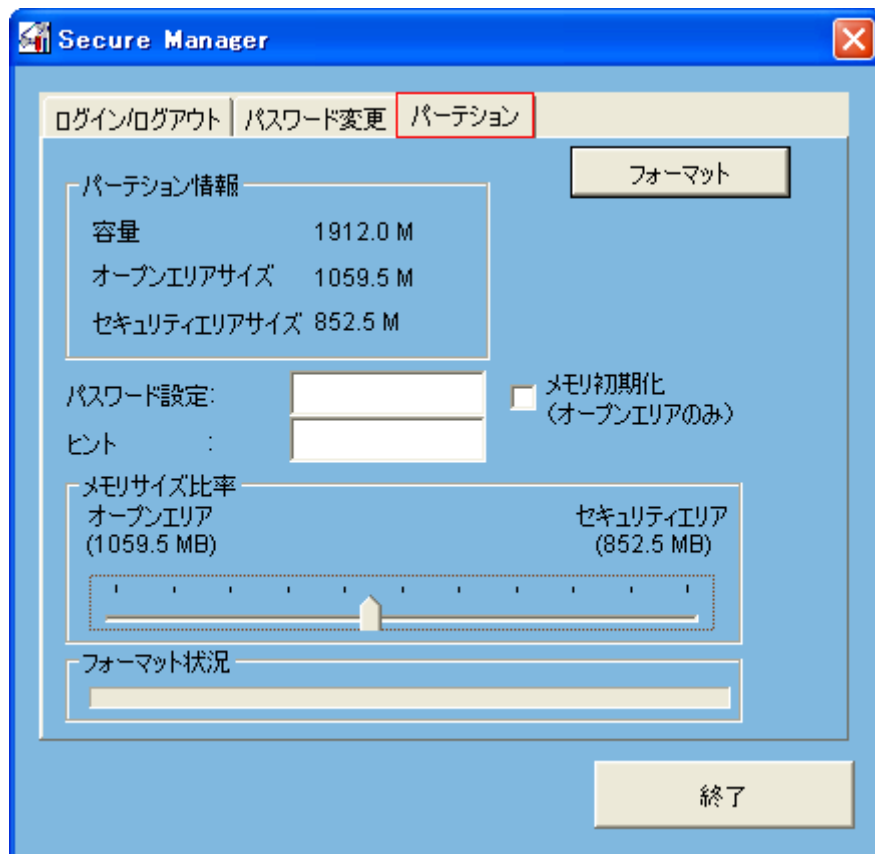 Secure Manager
ログイン/ログアウト パスワード変更 パーテション
フォーマット
パーテション情報
容量 1912.0 M
オープンエリアサイズ 1059.5 M
セキュリティエリアサイズ 852.5 M
パスワード設定:
メモリ初期化
(オープンエリアのみ)
ヒント :
メモリサイズ比率
オープンエリア セキュリティエリア
(1059.5 MB) (852.5 MB)
フォーマット状況
終了